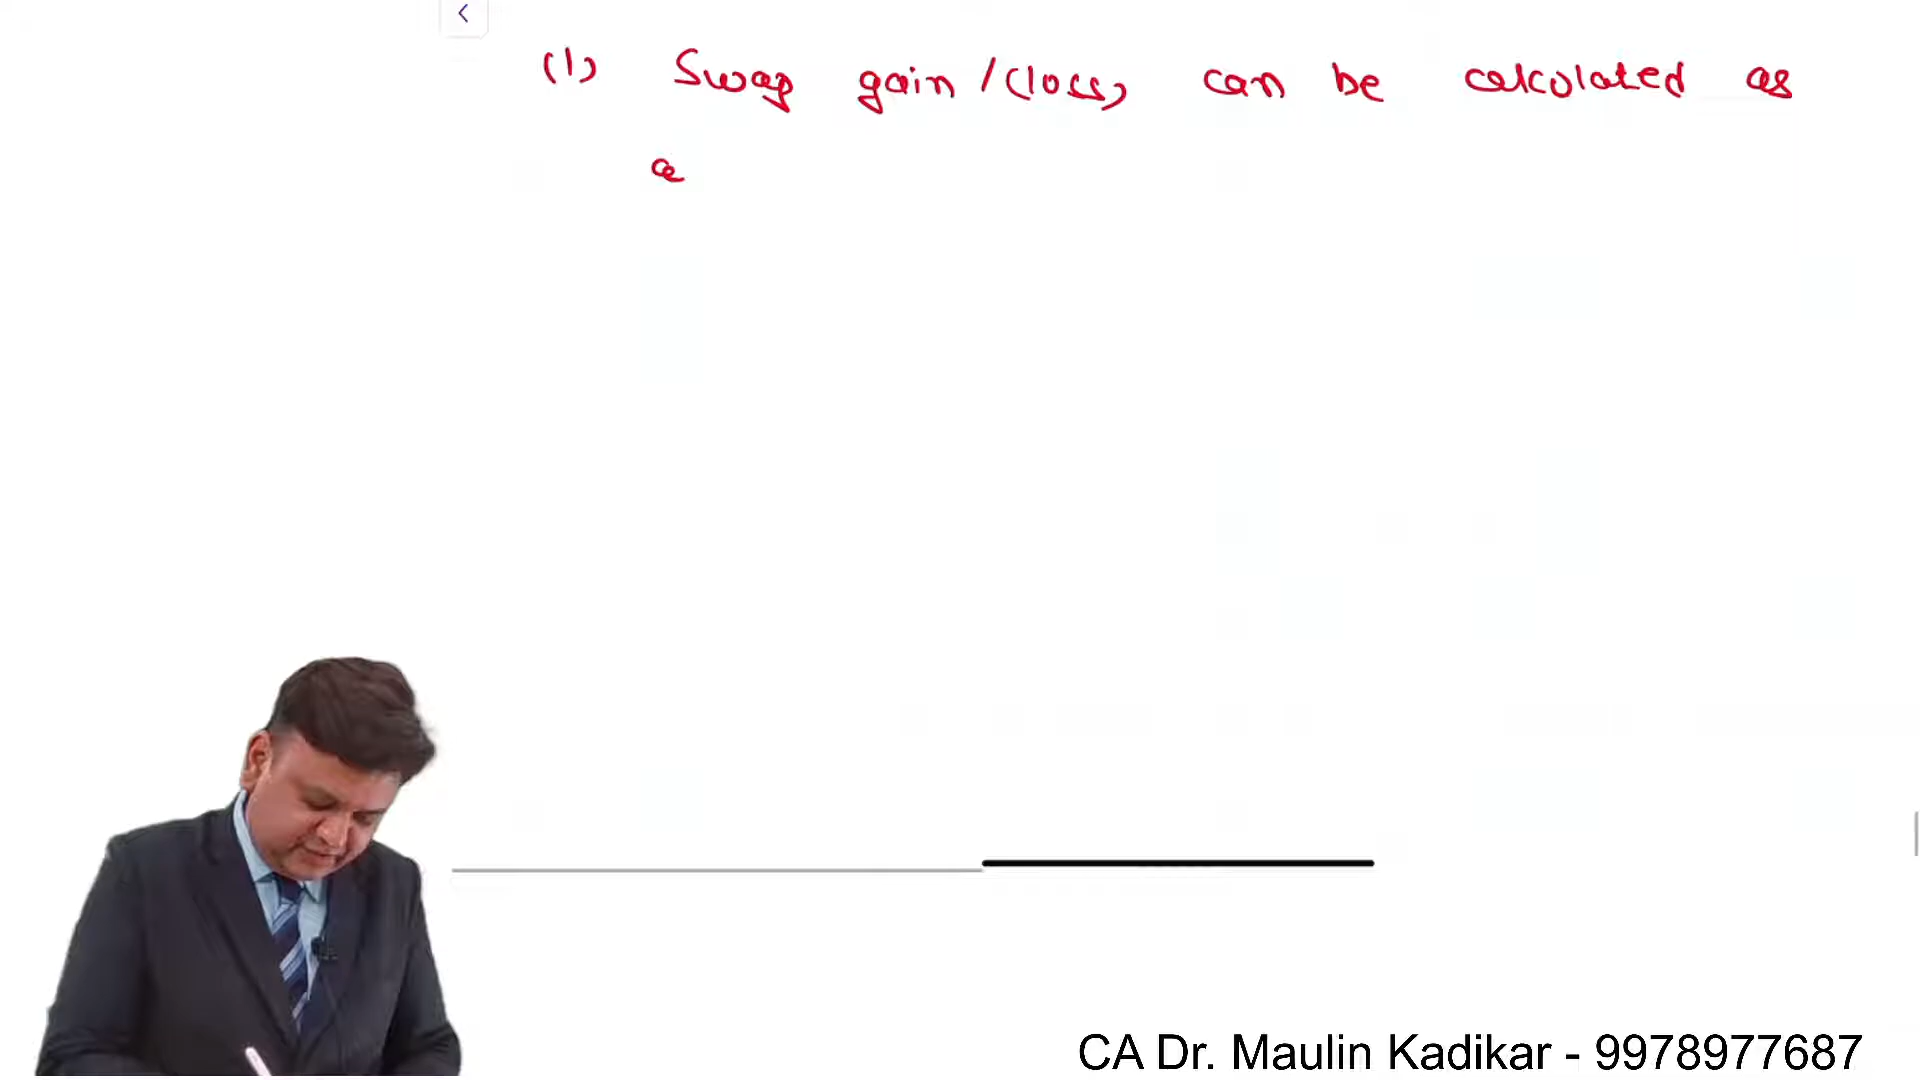 (1) Swap gain/(loss) can be calculated as
a
CA Dr. Maulin Kadikar - 9978977687